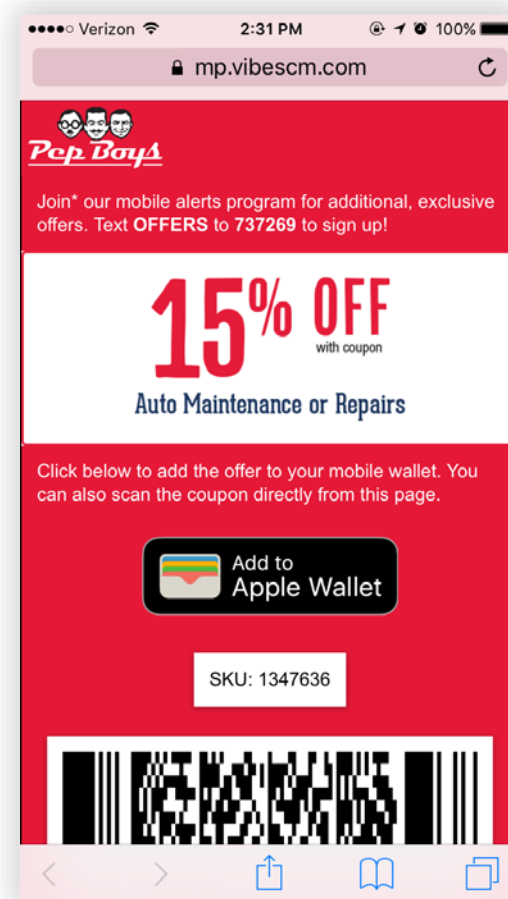 Verizon 2:31 PM 100%
mp.vibescm.com
Pep Boys
Join* our mobile alerts program for additional, exclusive
offers. Text OFFERS to 737269 to sign up!
15% OFF
with coupon
Auto Maintenance or Repairs
Click below to add the offer to your mobile wallet. You
can also scan the coupon directly from this page.
Add to
Apple Wallet
SKU: 1347636